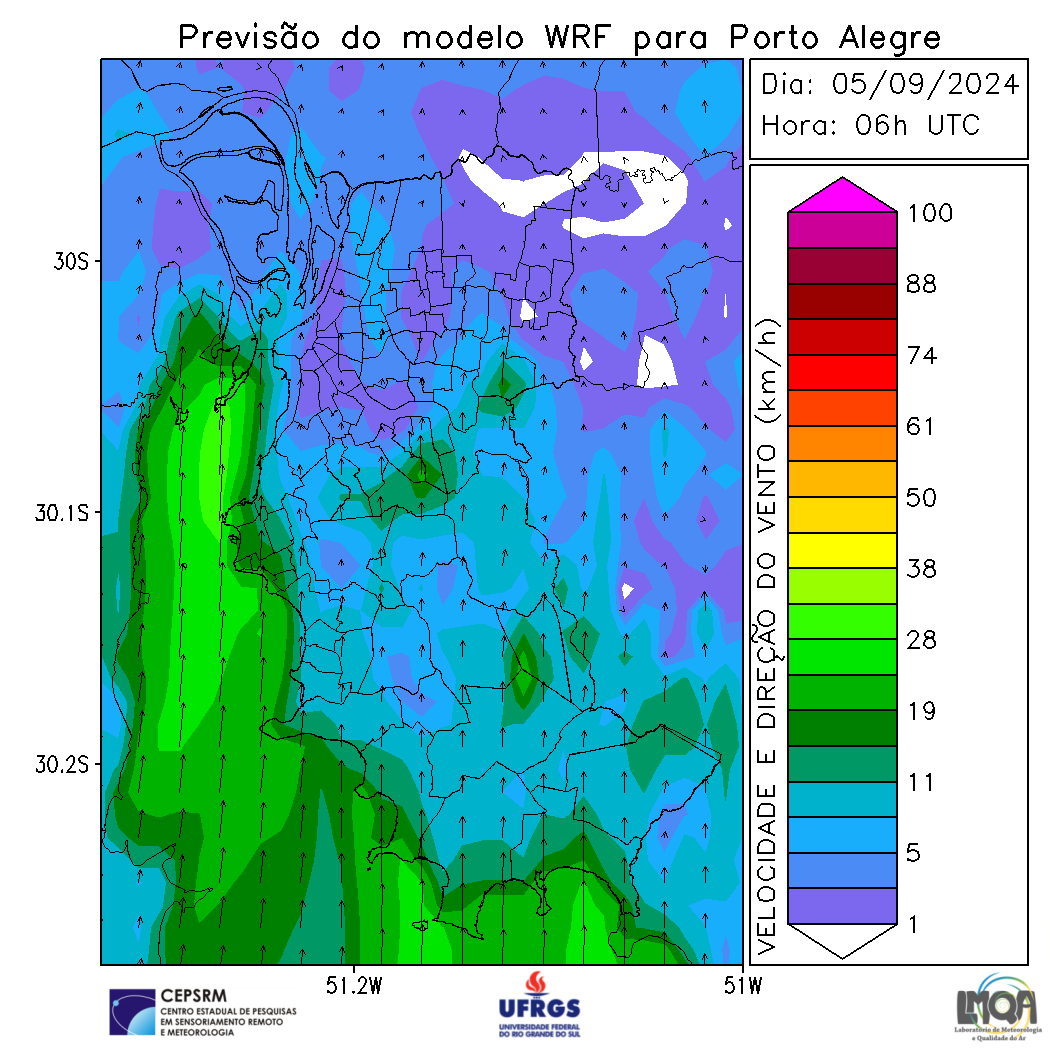 Previsão do modelo WRF para Porto Alegre
Dia: 05/09/2024
Hora: 06h UTC
30S
30.1S
30.2S
51.2W
51W
VELOCIDADE E DIREÇÃO DO VENTO (km/h)
100
88
74
61
50
38
28
19
11
5
1
CEPSRM
CENTRO ESTADUAL DE PESQUISAS
EM SENSORIAMENTO REMOTO
E METEOROLOGIA
UFRGS
UNIVERSIDADE FEDERAL
DO RIO GRANDE DO SUL
LMQA
Laboratório de Meteorologia
e Qualidade do Ar